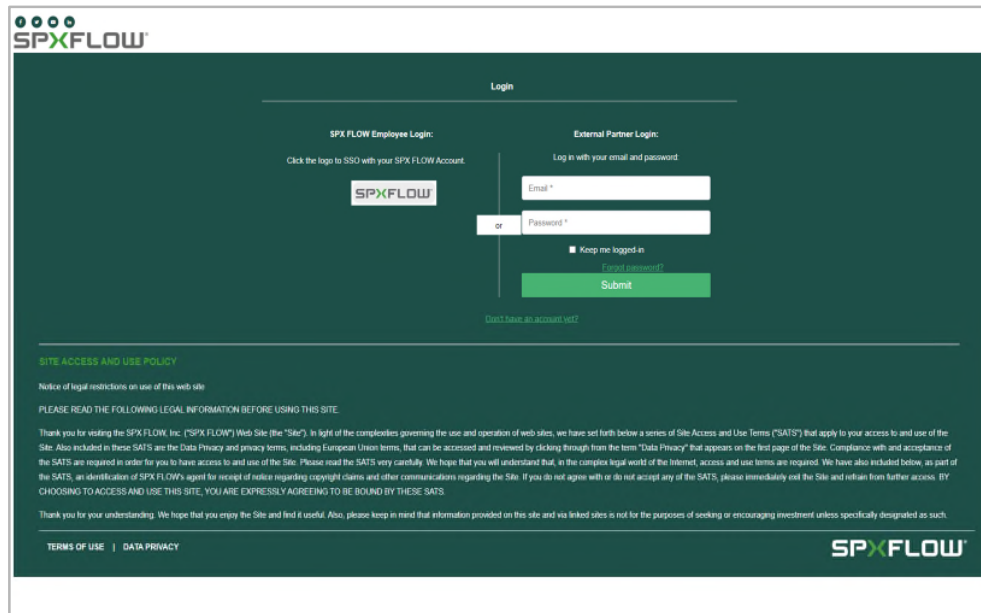 SPXFLOW
Login
SPX FLOW Employee Login:
Click the logo to SSO with your SPX FLOW Account.
SPXFLOW
or
External Partner Login:
Log in with your email and password:
Email *
Password *
Keep me logged-in
Forgot password?
Submit
Don't have an account yet?
SITE ACCESS AND USE POLICY
Notice of legal restrictions on use of this web site
PLEASE READ THE FOLLOWING LEGAL INFORMATION BEFORE USING THIS SITE.
Thank you for visiting the SPX FLOW, Inc. ("SPX FLOW") Web Site (the "Site"). In light of the complexities governing the use and operation of web sites, we have set forth below a series of Site Access and Use Terms ("SATS") that apply to your access to and use of the
Site. Also included in these SATS are the Data Privacy and privacy terms, including European Union terms, that can be accessed and reviewed by clicking through from the term "Data Privacy" that appears on the first page of the Site. Compliance with and acceptance of
the SATS are required in order for you to have access to and use of the Site. Please read the SATS very carefully. We hope that you will understand that, in the complex legal world of the Internet, access and use terms are required. We have also included below, as part of
the SATS, an identification of SPX FLOW's agent for receipt of notice regarding copyright claims and other communications regarding the Site. If you do not agree with or do not accept any of the SATS, please immediately exit the Site and refrain from further access. BY
CHOOSING TO ACCESS AND USE THIS SITE, YOU ARE EXPRESSLY AGREEING TO BE BOUND BY THESE SATS.
Thank you for your understanding. We hope that you enjoy the Site and find it useful. Also, please keep in mind that information provided on this site and via linked sites is not for the purposes of seeking or encouraging investment unless specifically designated as such.
TERMS OF USE | DATA PRIVACY
SPXFLOW